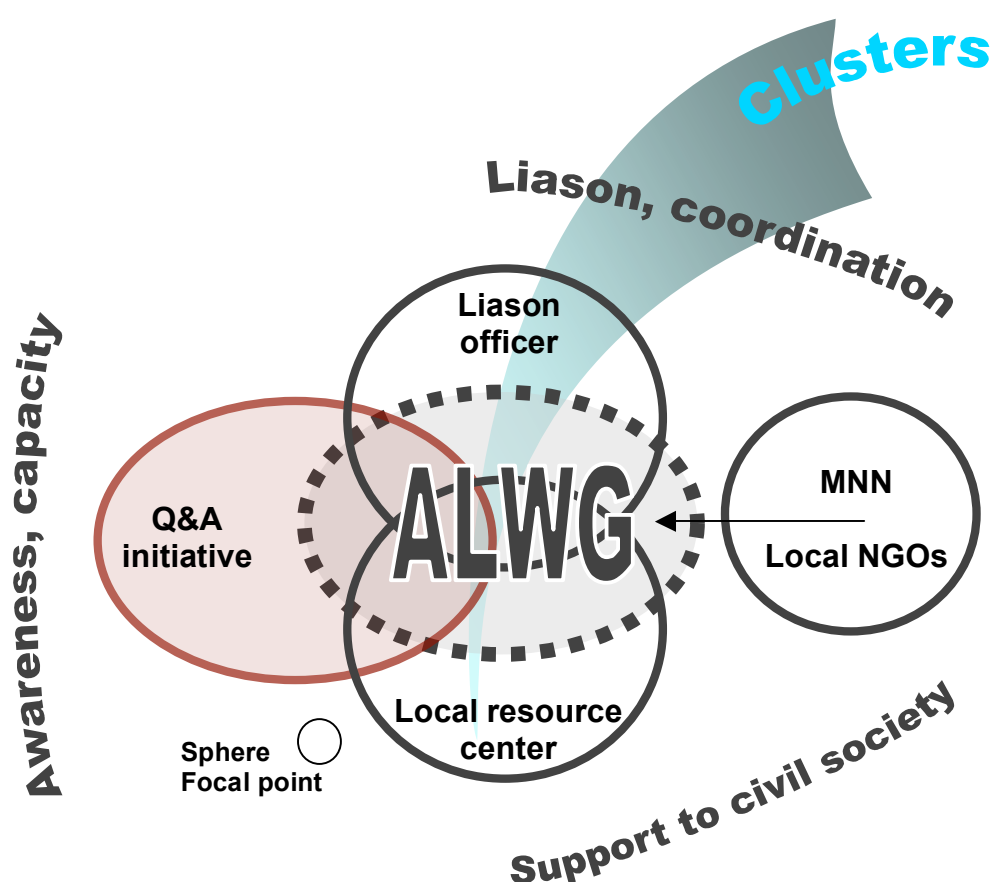 Clusters
Liason, coordination
Liason
officer
Awareness, capacity
Q&A
initiative
ALWG
MNN
Local NGOs
Local resource
center
Sphere
Focal point
Support to civil society